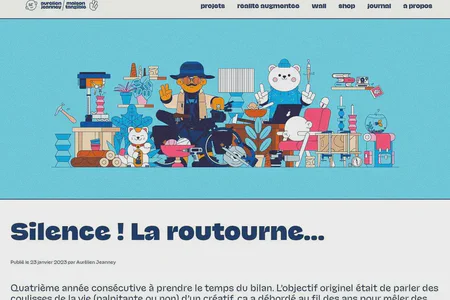 aurélien jeanney maison tangible
projets réalité augmentée wall shop journal à propos
Silence ! La routourne...
Publié le 23 janvier 2023 par Aurélien Jeanney
Quatrième année consécutive à prendre le temps du bilan. L'objectif originel était de parler des
coulisses de la vie (palpitante ou non) d'un créatif, ça a débordé au fil des ans pour mêler des